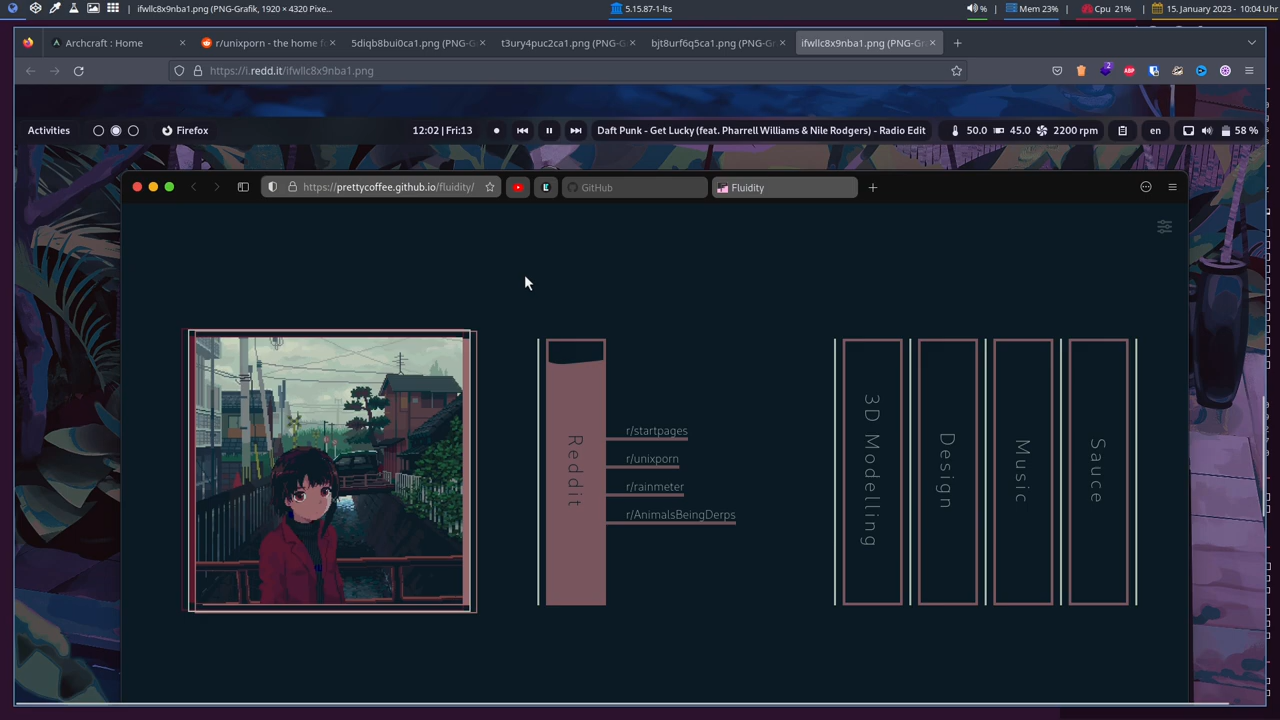 ifwllc8x9nba1.png (PNG-Grafik, 1920 × 4320 Pixe...
5.15.87-1-lts
%
|
Mem 23%
|
Cpu 21%
|
15. January 2023 - 10:04 Uhr
Archcraft : Home
r/unixporn - the home f
5diqb8bui0ca1.png (PNG-G
t3ury4puc2ca1.png (PNG-G
bjt8urf6q5ca1.png (PNG-G
ifwllc8x9nba1.png (PNG-Gr
https://i.redd.it/ifwllc8x9nba1.png
2
ABP
Activities
Firefox
12:02 | Fri:13
Daft Punk - Get Lucky (feat. Pharrell Williams & Nile Rodgers) - Radio Edit
50.0
45.0
2200 rpm
en
58 %
https://prettycoffee.github.io/fluidity/
GitHub
Fluidity
Reddit
r/startpages
r/unixporn
r/rainmeter
r/AnimalsBeingDerps
3D Modelling
Design
Music
Sauce